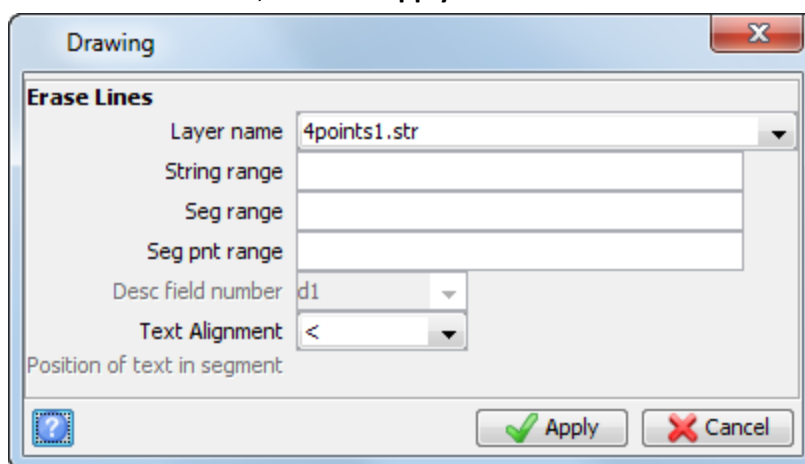 Drawing
Erase Lines
Layer name 4points1.str
String range
Seg range
Seg pnt range
Desc field number d1
Text Alignment <
Position of text in segment
? Apply Cancel